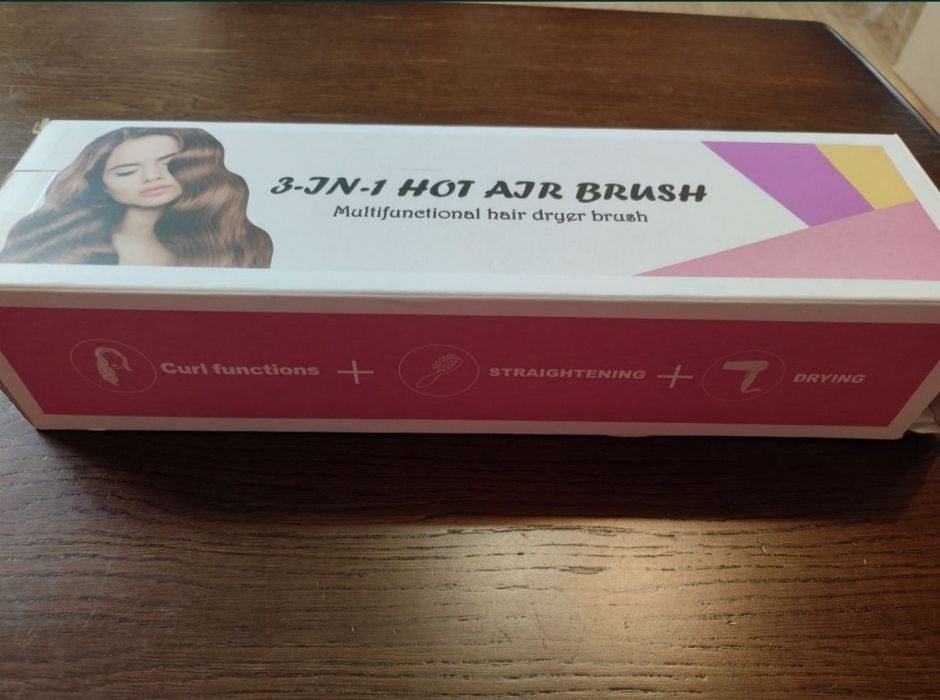 3-IN-1 HOT AIR BRUSH
Multifunctional hair dryer brush
Curl functions + STRAIGHTENING + DRYING